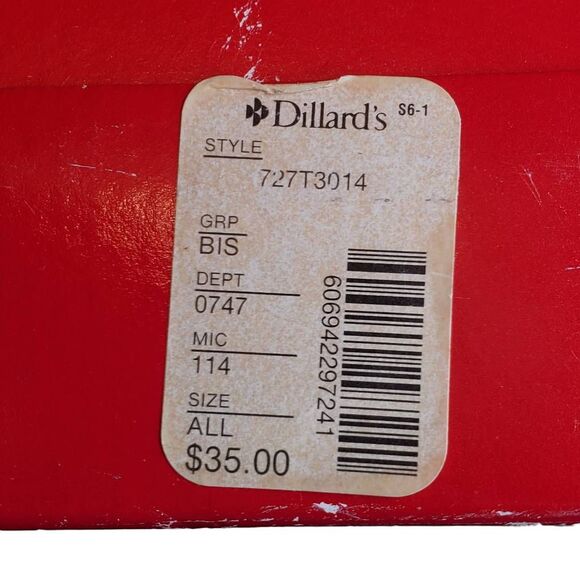 Dillard's S6-1
STYLE
727T3014
GRP
BIS
DEPT
0747
MIC
114
SIZE
ALL
$35.00
606942297241